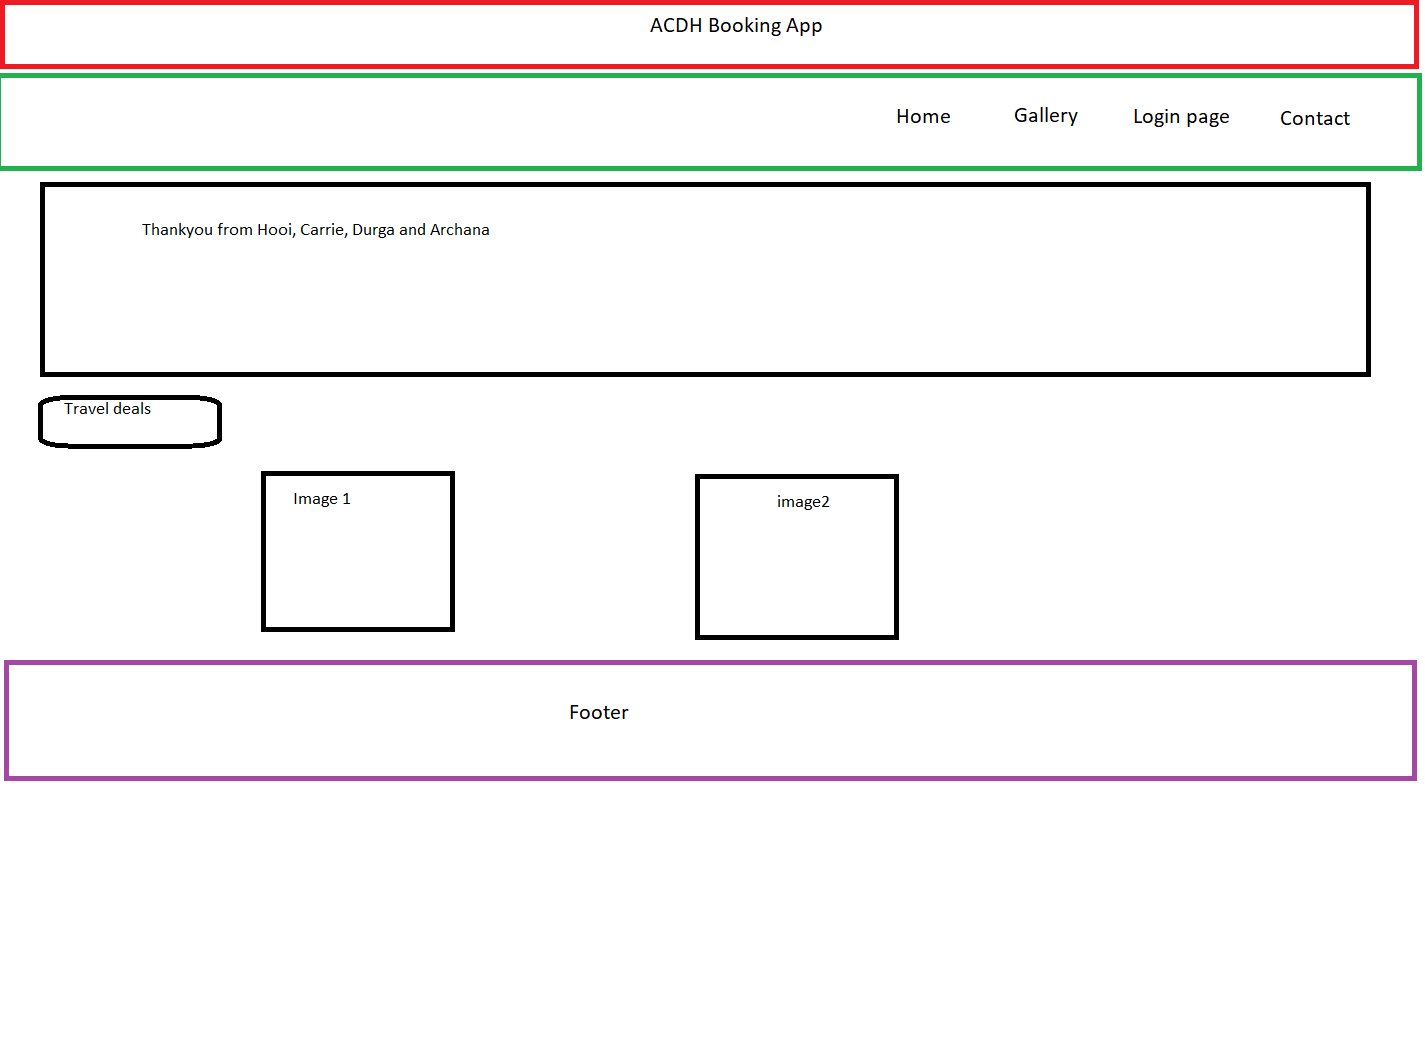 ACDH Booking App
Home Gallery Login page Contact
Thankyou from Hooi, Carrie, Durga and Archana
Travel deals
Image 1
image2
Footer